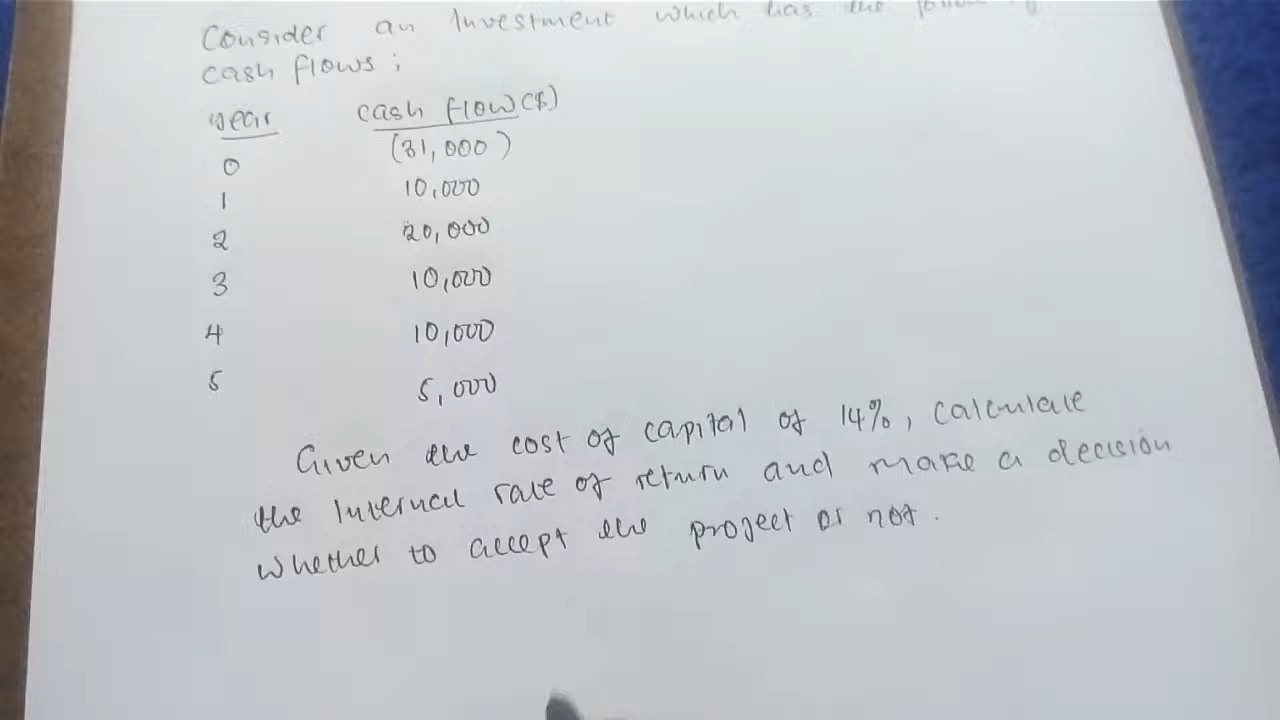 Consider an Investment which has the
cash flows;
year cash flow($)
0 (31,000)
1 10,000
2 20,000
3 10,000
4 10,000
5 5,000
Given the cost of capital of 14%, calculate
the Internal rate of return and make a decision
whether to accept the project or not.